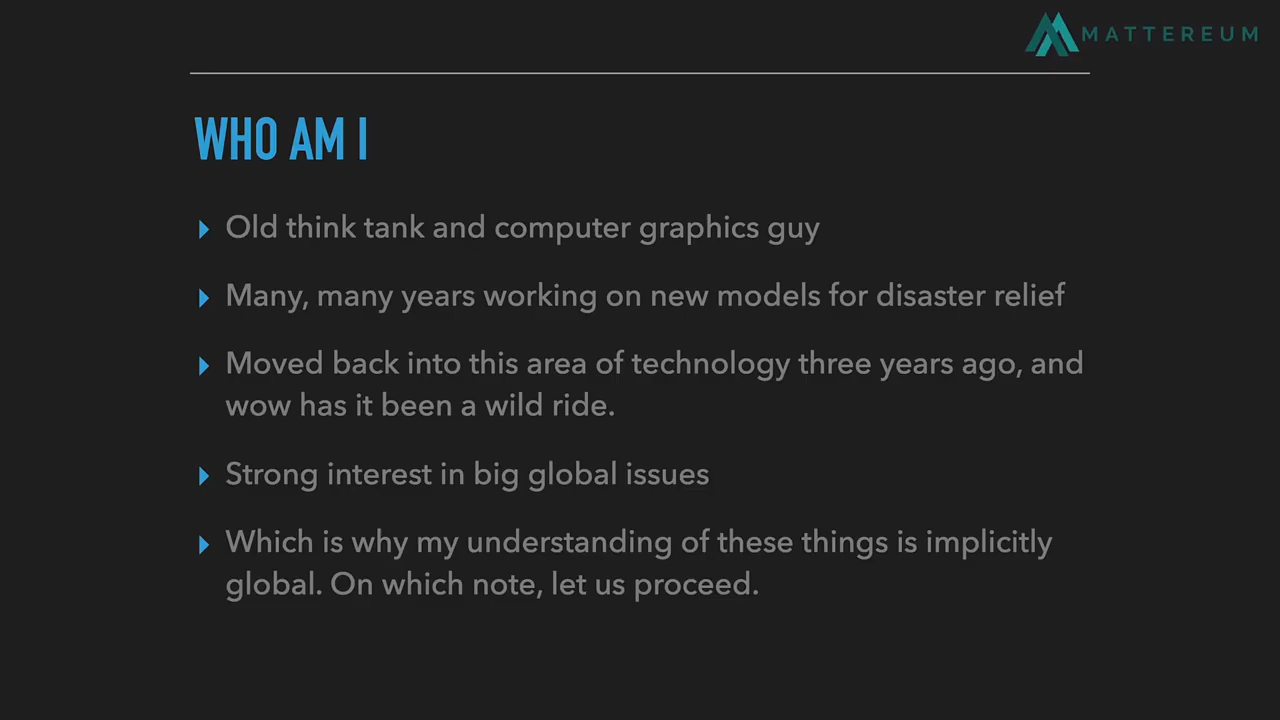 MATTEREUM
WHO AM I
Old think tank and computer graphics guy
Many, many years working on new models for disaster relief
Moved back into this area of technology three years ago, and
wow has it been a wild ride.
Strong interest in big global issues
Which is why my understanding of these things is implicitly
global. On which note, let us proceed.